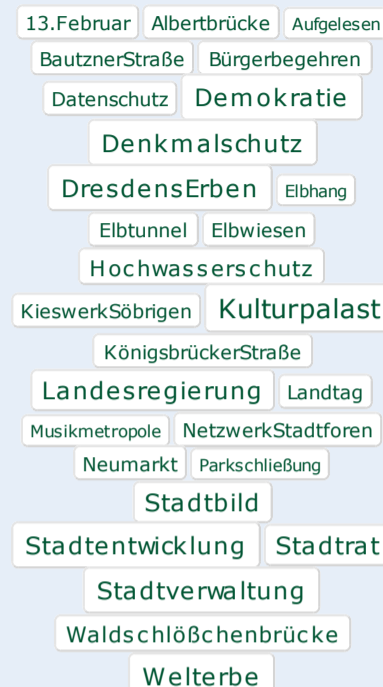 13.Februar Albertbrücke Aufgelesen
BautznerStraße Bürgerbegehren
Datenschutz Demokratie
Denkmalschutz
DresdensErben Elbhang
Elbtunnel Elbwiesen
Hochwasserschutz
KieswerkSöbrigen Kulturpalast
KönigsbrückerStraße
Landesregierung Landtag
Musikmetropole NetzwerkStadtforen
Neumarkt Parkschließung
Stadtbild
Stadtentwicklung Stadtrat
Stadtverwaltung
Waldschlößchenbrücke
Welterbe